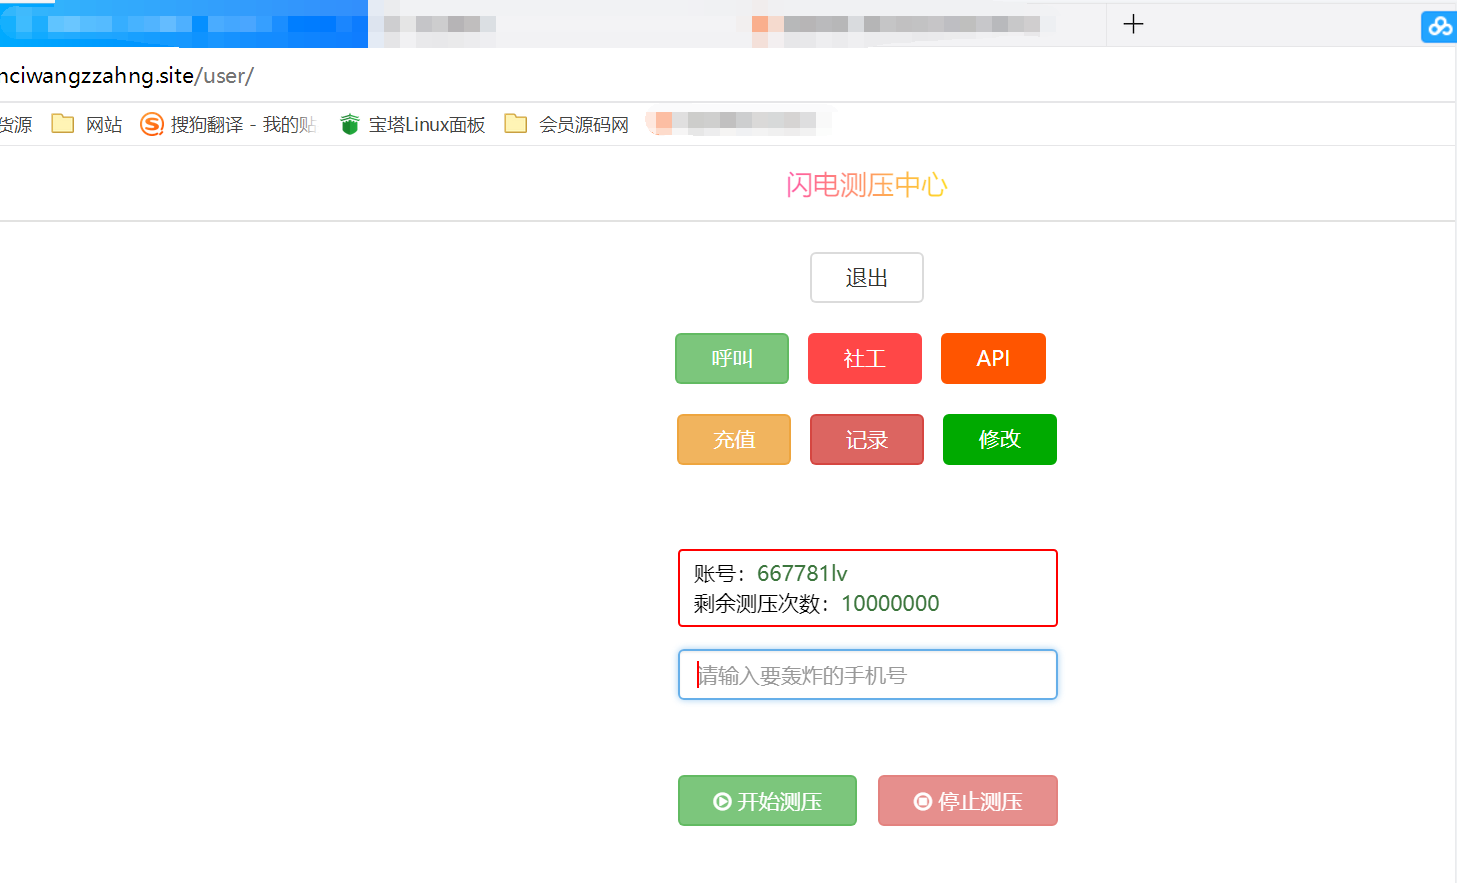 nciwangzzahng.site/user/
货源 网站 搜狗翻译 - 我的贴 宝塔Linux面板 会员源码网
闪电测压中心
退出
呼叫 社工 API
充值 记录 修改
账号：667781lv
剩余测压次数：10000000
请输入要轰炸的手机号
开始测压 停止测压